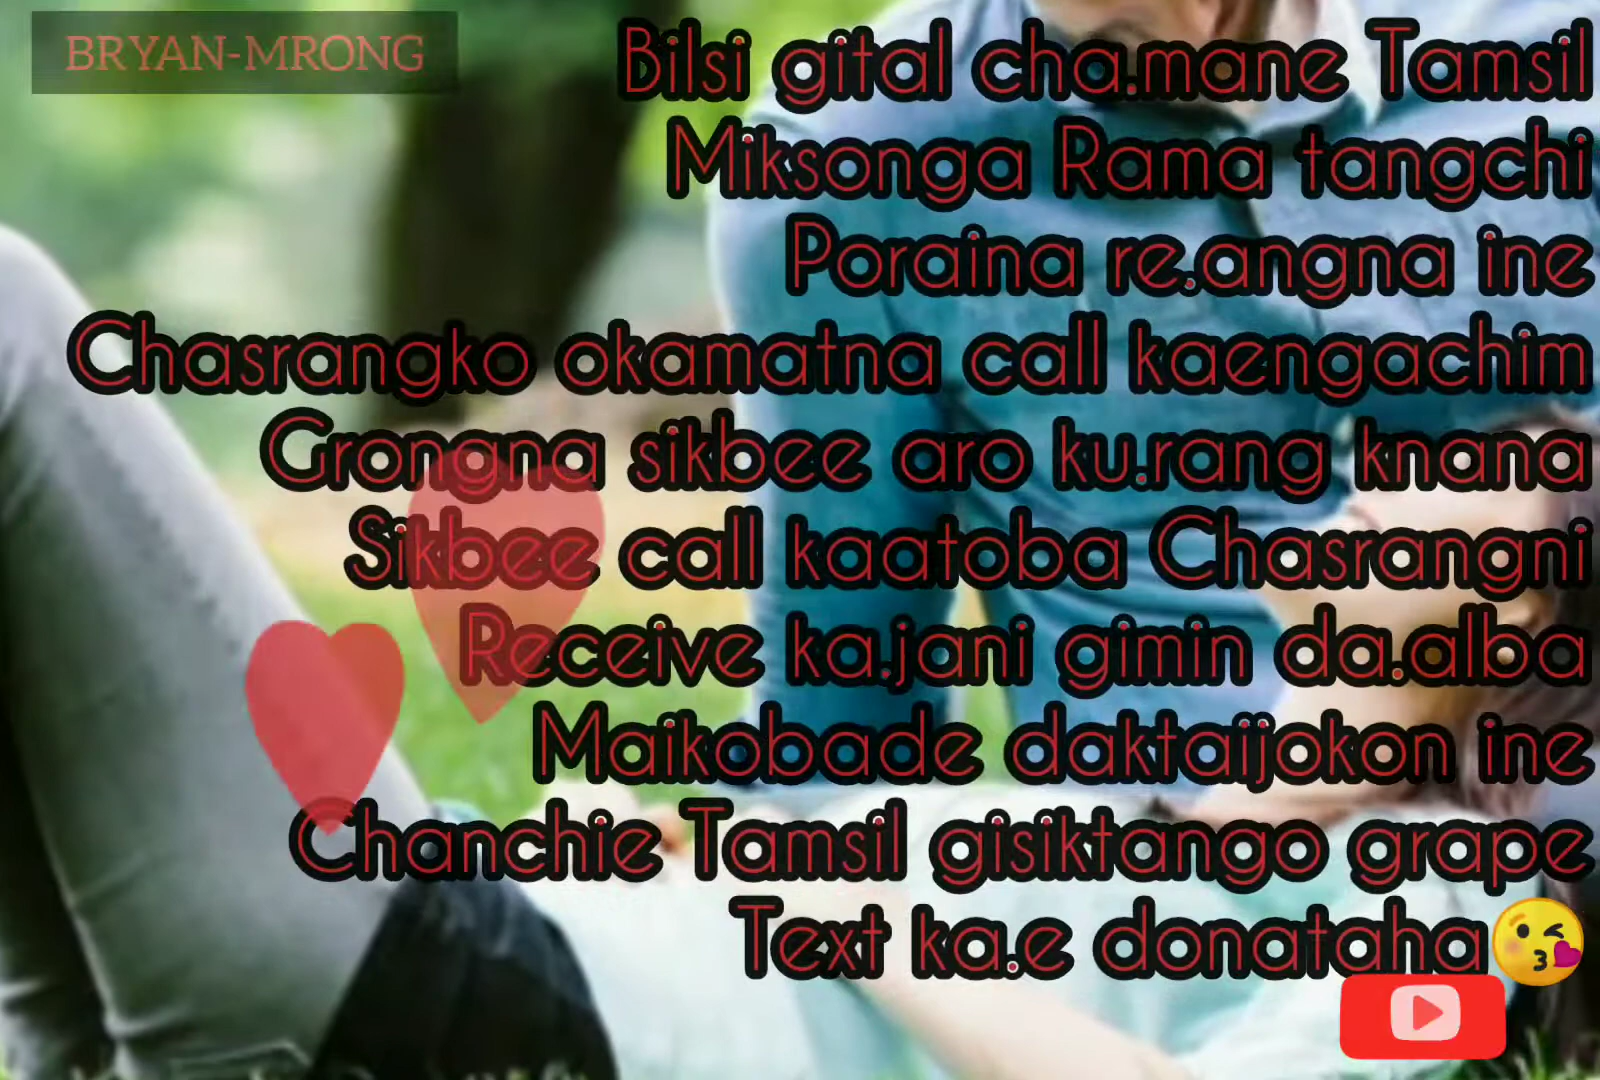 BRYAN-MRONG
Bilsi gital cha.mane Tamsil
Miksonga Rama tangchi
Poraina re.angna ine
Chasrangko okamatna call kaengachim
Grongna sikbee aro ku.rang knana
Sikbee call kaatoba Chasrangni
Receive ka.jani gimin da.alba
Maikobade daktaijokon ine
Chanchie Tamsil gisiktango grape
Text ka.e donataha😘